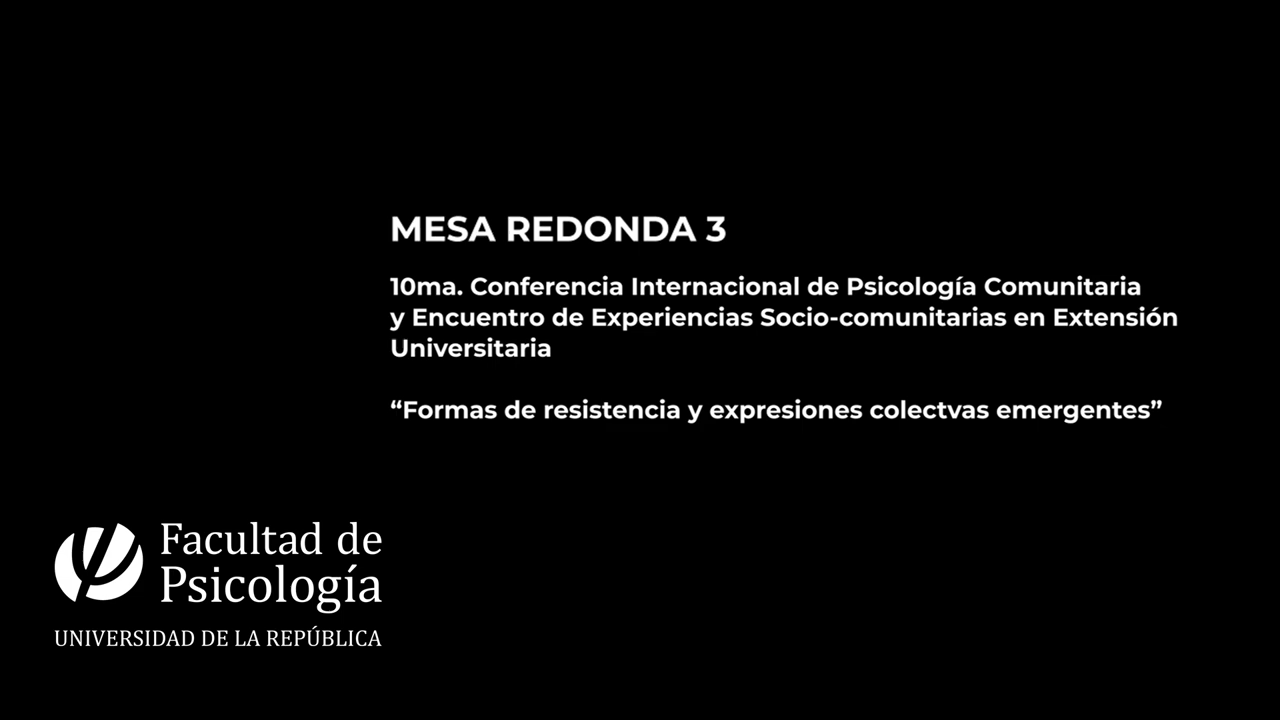 MESA REDONDA 3
10ma. Conferencia Internacional de Psicología Comunitaria
y Encuentro de Experiencias Socio-comunitarias en Extensión
Universitaria
“Formas de resistencia y expresiones colectvas emergentes”
Facultad de
Psicología
UNIVERSIDAD DE LA REPÚBLICA